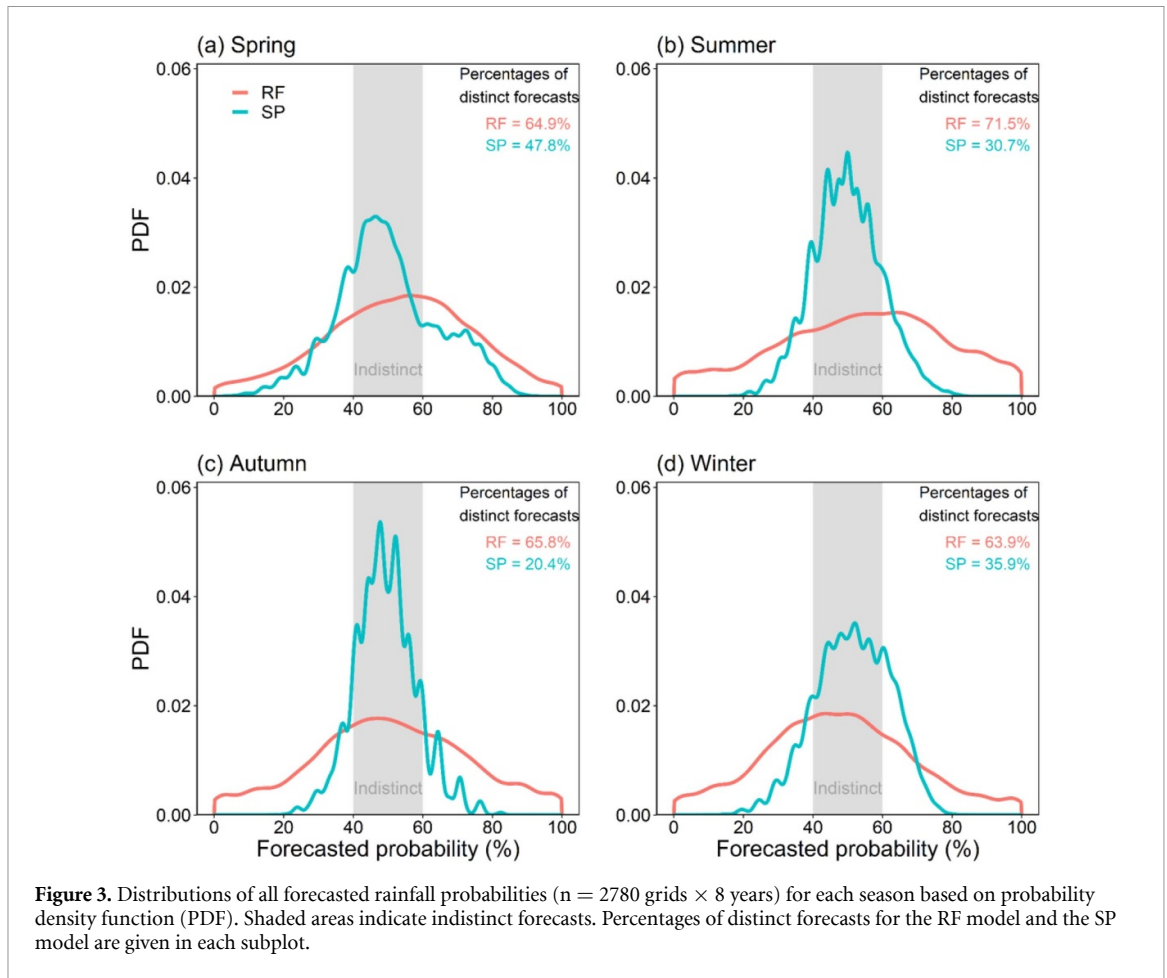 (a) Spring
0.06
0.04
0.02
0.00
PDF
RF
SP
Percentages of
distinct forecasts
RF = 64.9%
SP = 47.8%
Indistinct
0 20 40 60 80 100
(b) Summer
0.06
0.04
0.02
0.00
Percentages of
distinct forecasts
RF = 71.5%
SP = 30.7%
Indistinct
0 20 40 60 80 100
(c) Autumn
0.06
0.04
0.02
0.00
PDF
Percentages of
distinct forecasts
RF = 65.8%
SP = 20.4%
Indistinct
0 20 40 60 80 100
Forecasted probability (%)
(d) Winter
0.06
0.04
0.02
0.00
Percentages of
distinct forecasts
RF = 63.9%
SP = 35.9%
Indistinct
0 20 40 60 80 100
Forecasted probability (%)
Figure 3. Distributions of all forecasted rainfall probabilities (n = 2780 grids × 8 years) for each season based on probability
density function (PDF). Shaded areas indicate indistinct forecasts. Percentages of distinct forecasts for the RF model and the SP
model are given in each subplot.